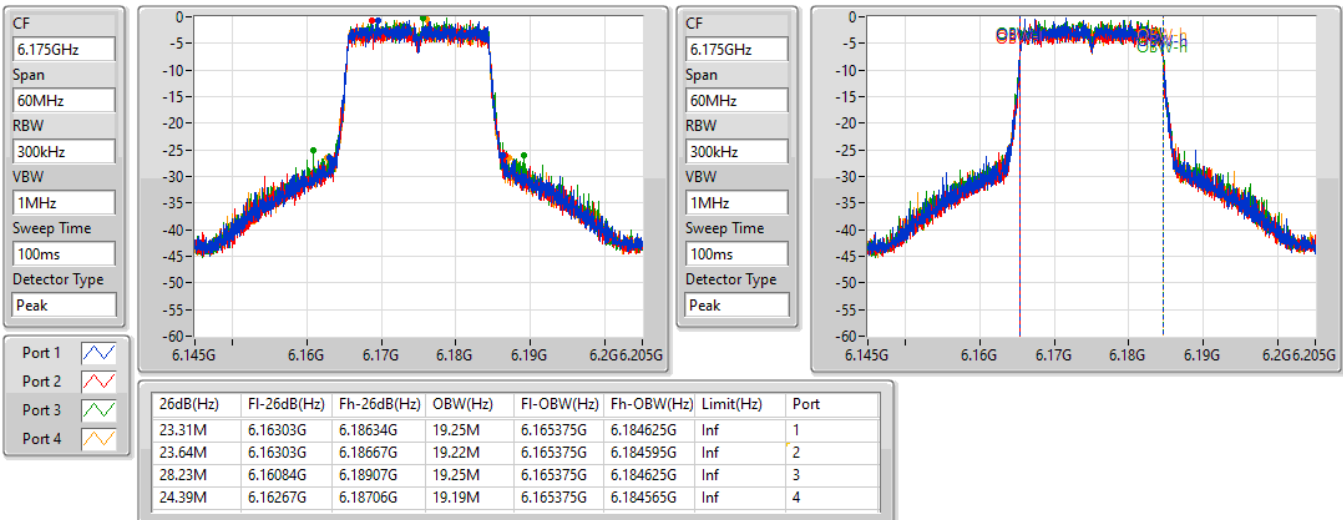 CF
6.175GHz
Span
60MHz
RBW
300kHz
VBW
1MHz
Sweep Time
100ms
Detector Type
Peak
0
-5
-10
-15
-20
-25
-30
-35
-40
-45
-50
-55
-60
6.145G 6.16G 6.17G 6.18G 6.19G 6.2G 6.205G
CF
6.175GHz
Span
60MHz
RBW
300kHz
VBW
1MHz
Sweep Time
100ms
Detector Type
Peak
0
-5
-10
-15
-20
-25
-30
-35
-40
-45
-50
-55
-60
OBW-h
6.145G 6.16G 6.17G 6.18G 6.19G 6.2G 6.205G
Port 1
Port 2
Port 3
Port 4
26dB(Hz) Fl-26dB(Hz) Fh-26dB(Hz) OBW(Hz) Fl-OBW(Hz) Fh-OBW(Hz) Limit(Hz) Port
23.31M 6.16303G 6.18634G 19.25M 6.165375G 6.184625G Inf 1
23.64M 6.16303G 6.18667G 19.22M 6.165375G 6.184595G Inf 2
28.23M 6.16084G 6.18907G 19.25M 6.165375G 6.184625G Inf 3
24.39M 6.16267G 6.18706G 19.19M 6.165375G 6.184565G Inf 4